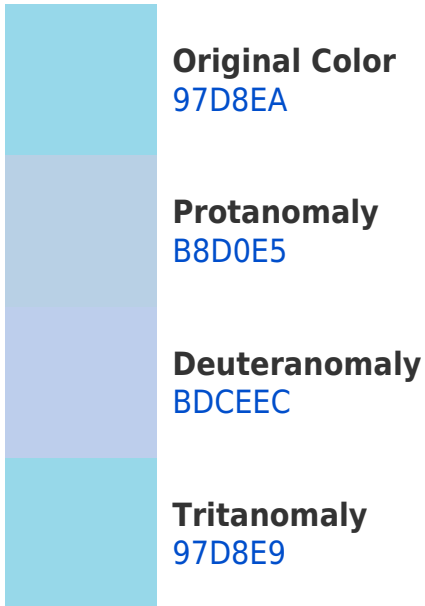 Original Color
97D8EA
Protanomaly
B8D0E5
Deuteranomaly
BDCEEC
Tritanomaly
97D8E9